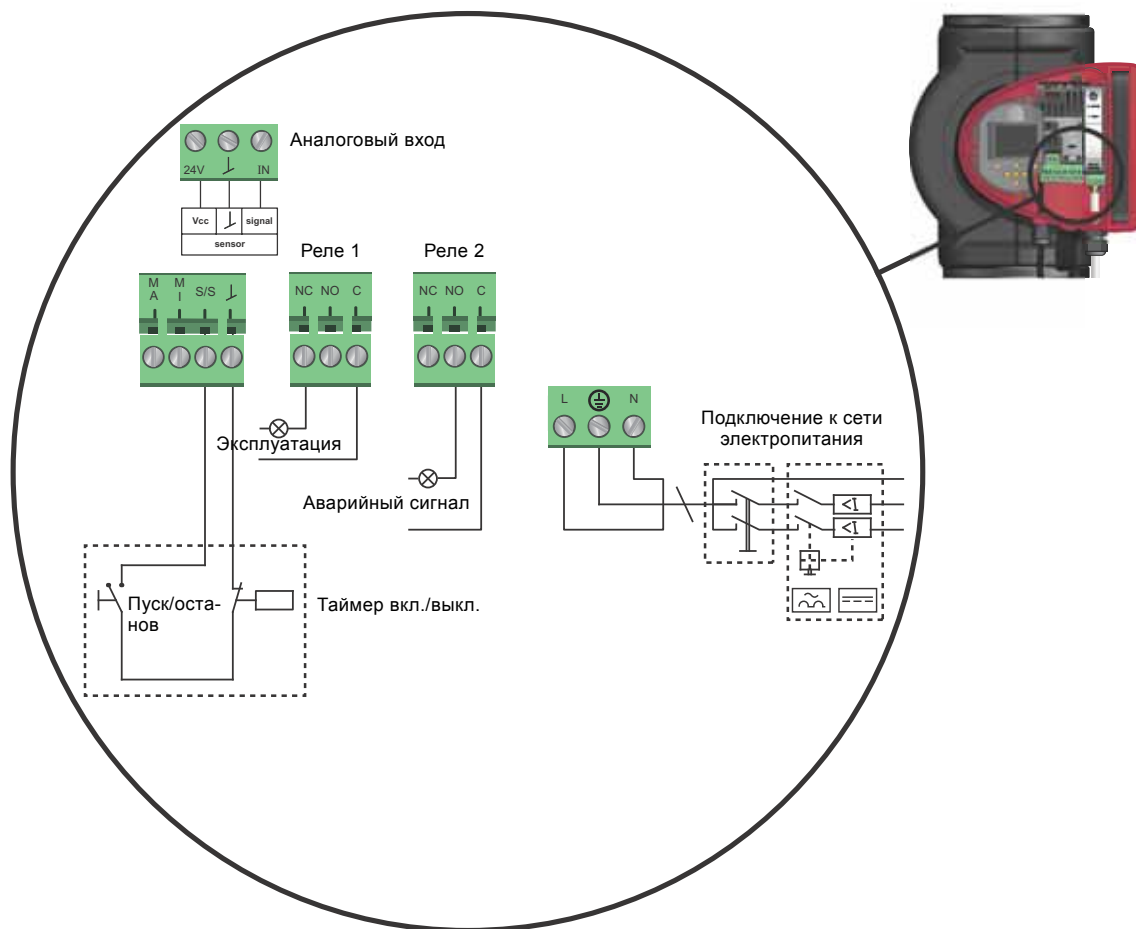 Аналоговый вход
24V IN
Vcc signal
sensor
Реле 1
Реле 2
M A M I S/S
NC NO C
NC NO C
L N
Подключение к сети
электропитания
Эксплуатация
Аварийный сигнал
<I
<I
Пуск/оста-
нов
Таймер вкл./выкл.